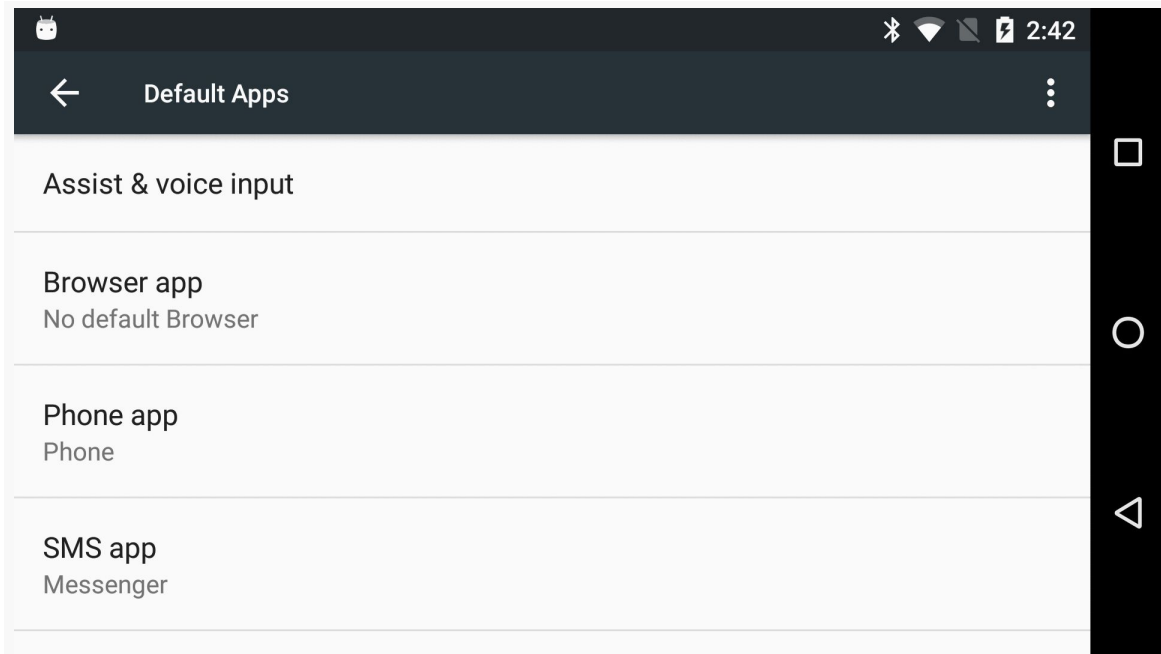 2:42
Default Apps
Assist & voice input
Browser app
No default Browser
Phone app
Phone
SMS app
Messenger